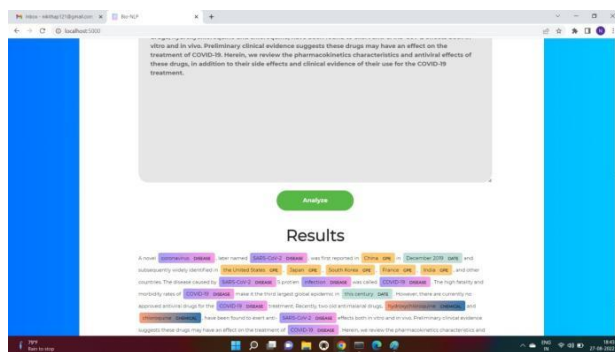 Inbox - vikithap121@gmail.com
Bio-NLP
localhost:5000
vitro and in vivo. Preliminary clinical evidence suggests these drugs may have an effect on the
treatment of COVID-19. Herein, we review the pharmacokinetics characteristics and antiviral effects of
these drugs, in addition to their side effects and clinical evidence of their use for the COVID-19
treatment.
Analyze
Results
A novel coronavirus DISEASE , later named SARS-CoV-2 DISEASE , was first reported in China GPE in December 2019 DATE and
subsequently widely identified in the United States GPE , Japan GPE , South Korea GPE , France GPE , India GPE , and other
countries. The disease caused by SARS-CoV-2 DISEASE S protein infection DISEASE was called COVID-19 DISEASE . The high fatality and
morbidity rates of COVID-19 DISEASE make it the third largest global epidemic in this century DATE . However, there are currently no
approved antiviral drugs for the COVID-19 DISEASE treatment. Recently two old antimalarial drugs, hydroxychloroquine CHEMICAL and
chloroquine CHEMICAL , have been found to exert anti- SARS-CoV-2 DISEASE effects both in vitro and in vivo. Preliminary clinical evidence
suggests these drugs may have an effect on the treatment of COVID-19 DISEASE . Herein, we review the pharmacokinetics characteristics and
79°F
Rain to stop
ENG
IN
18:41
27-08-2022